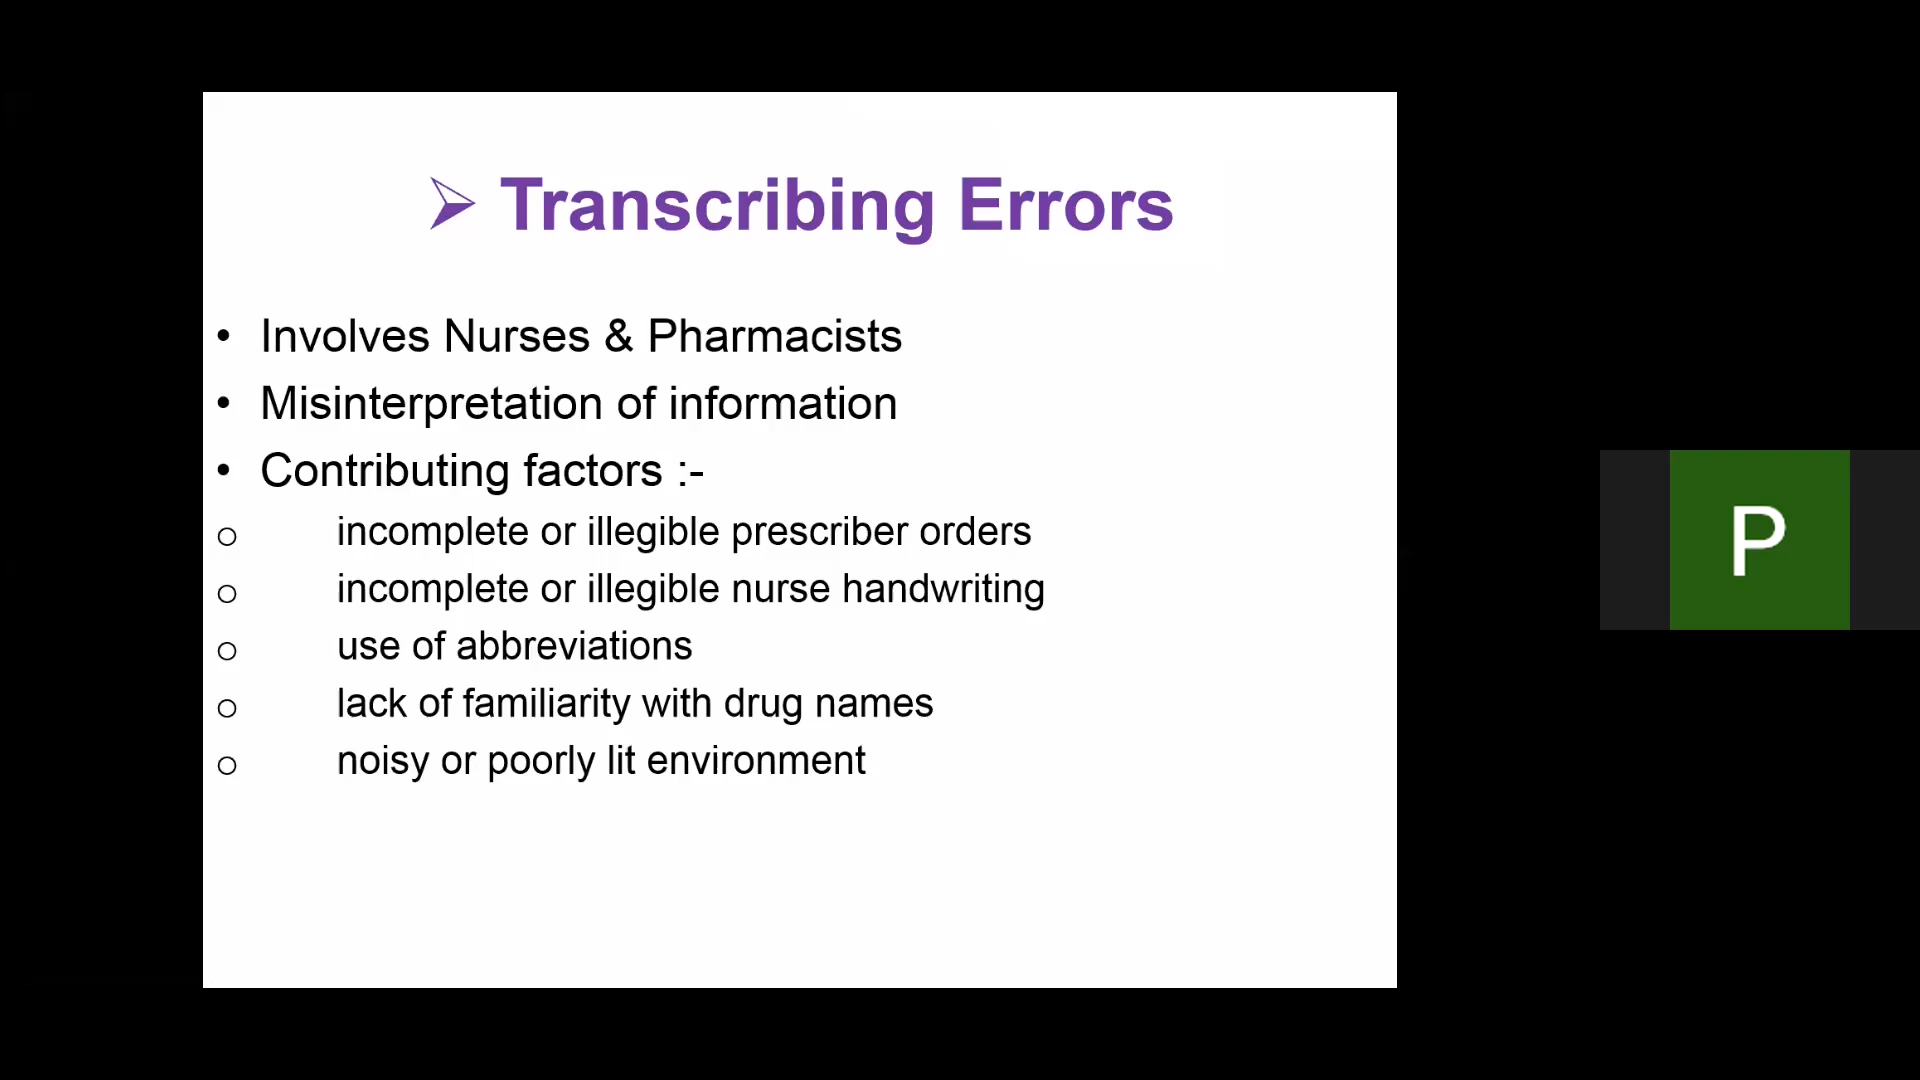 ➢ Transcribing Errors
• Involves Nurses & Pharmacists
• Misinterpretation of information
• Contributing factors :-
o incomplete or illegible prescriber orders
o incomplete or illegible nurse handwriting
o use of abbreviations
o lack of familiarity with drug names
o noisy or poorly lit environment
P